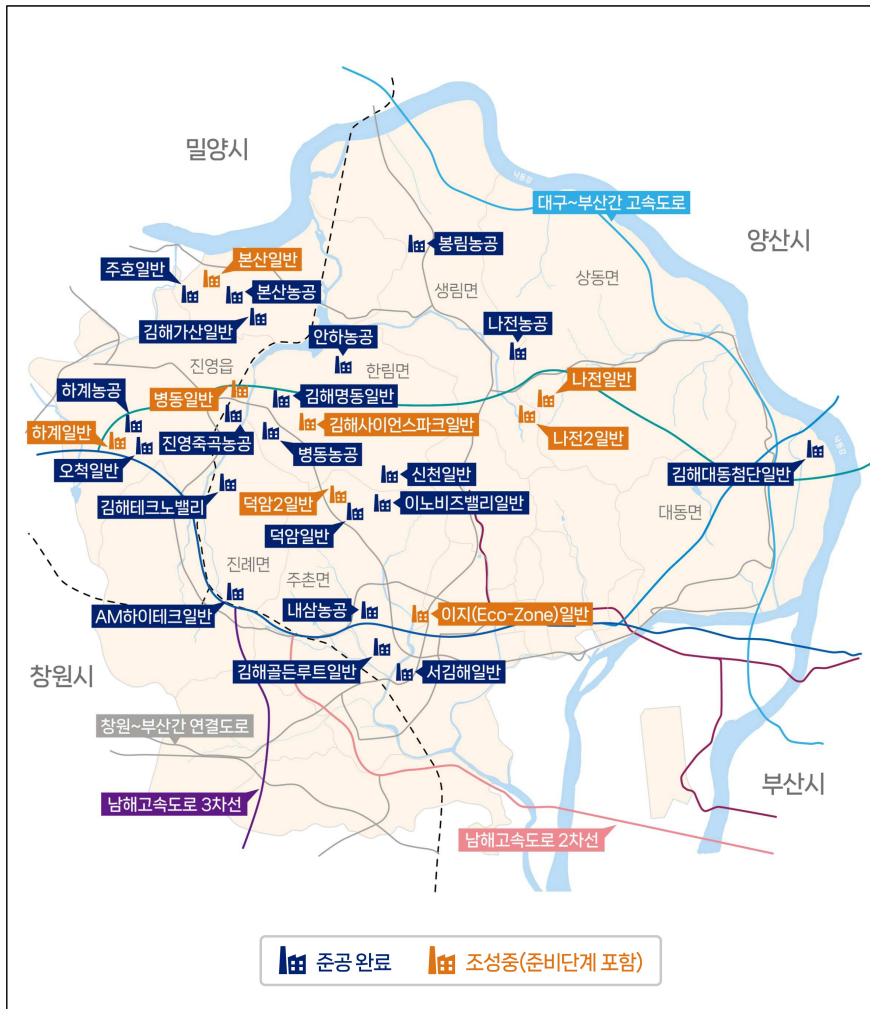 밀양시
낙동강
대구~부산간 고속도로
양산시
봉림농공
본산일반
주호일반
본산농공
상동면
생림면
김해가산일반
나전농공
안하농공
진영읍
한림면
하계농공
병동일반
김해명동일반
나전일반
하계일반
진영죽곡농공
김해사이언스파크일반
나전2일반
낙동강
오척일반
병동농공
신천일반
김해대동첨단일반
김해테크노밸리
덕암2일반
이노비즈밸리일반
대동면
덕암일반
진례면
주촌면
AM하이테크일반
내삼농공
이지(Eco-Zone)일반
창원시
김해골든루트일반
서김해일반
창원~부산간 연결도로
부산시
남해고속도로 3차선
남해고속도로 2차선
준공 완료
조성중(준비단계 포함)